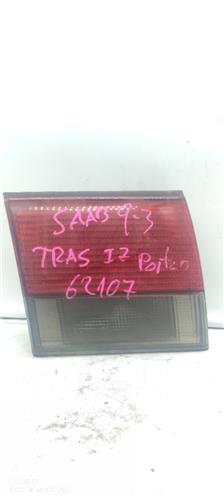 SAAB 9-3
TRAS IZ Porton
62107